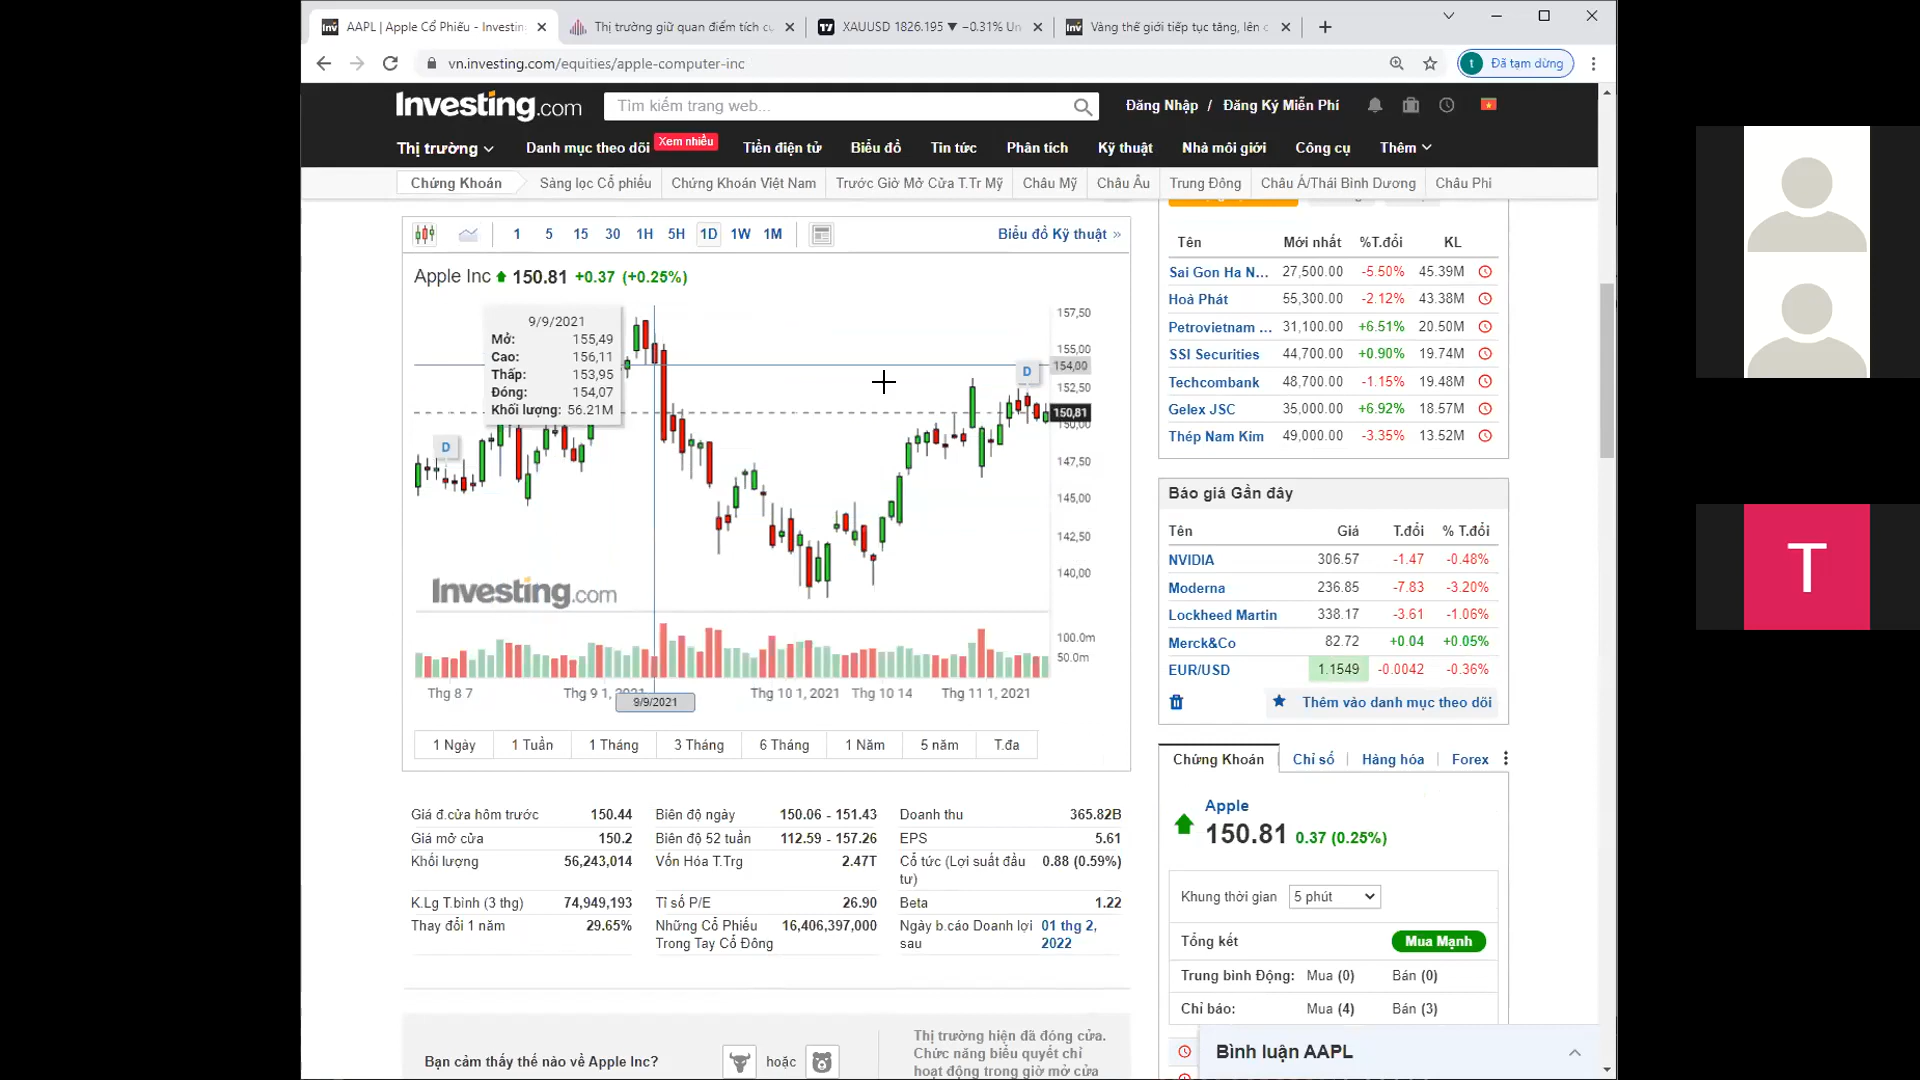 AAPL | Apple Cổ Phiếu - Investin
Thị trường giữ quan điểm tích cụ
XAUUSD 1826.195 ▼ −0.31% Un
Vàng thế giới tiếp tục tăng, lên c
vn.investing.com/equities/apple-computer-inc
t Đã tạm dừng
Investing.com
Tìm kiếm trang web...
Đăng Nhập / Đăng Ký Miễn Phí
Thị trường
Danh mục theo dõi
Xem nhiều
Tiền điện tử
Biểu đồ
Tin tức
Phân tích
Kỹ thuật
Nhà môi giới
Công cụ
Thêm
Chứng Khoán
Sàng lọc Cổ phiếu
Chứng Khoán Việt Nam
Trước Giờ Mở Cửa T.Tr Mỹ
Châu Mỹ
Châu Âu
Trung Đông
Châu Á/Thái Bình Dương
Châu Phi
1 5 15 30 1H 5H 1D 1W 1M
Biểu đồ Kỹ thuật »
Apple Inc 150.81 +0.37 (+0.25%)
9/9/2021
Mở: 155,49
Cao: 156,11
Thấp: 153,95
Đóng: 154,07
Khối lượng: 56.21M
D
D
157,50
155,00
154,00
152,50
150,81
150,00
147,50
145,00
142,50
140,00
100.0m
50.0m
Investing.com
Thg 8 7
Thg 9 1,
Thg 10 1, 2021
Thg 10 14
Thg 11 1, 2021
9/9/2021
1 Ngày
1 Tuần
1 Tháng
3 Tháng
6 Tháng
1 Năm
5 năm
T.đa
Giá đ.cửa hôm trước 150.44
Giá mở cửa 150.2
Khối lượng 56,243,014
K.Lg T.bình (3 thg) 74,949,193
Thay đổi 1 năm 29.65%
Biên độ ngày 150.06 - 151.43
Biên độ 52 tuần 112.59 - 157.26
Vốn Hóa T.Trg 2.47T
Tỉ số P/E 26.90
Những Cổ Phiếu 16,406,397,000
Trong Tay Cổ Đông
Doanh thu 365.82B
EPS 5.61
Cổ tức (Lợi suất đầu 0.88 (0.59%)
tư)
Beta 1.22
Ngày b.cáo Doanh lợi 01 thg 2,
sau 2022
Bạn cảm thấy thế nào về Apple Inc?
hoặc
Thị trường hiện đã đóng cửa.
Chức năng biểu quyết chỉ
hoạt động trong giờ mở cửa
Tên Mới nhất %T.đổi KL
Sai Gon Ha N... 27,500.00 -5.50% 45.39M
Hoà Phát 55,300.00 -2.12% 43.38M
Petrovietnam ... 31,100.00 +6.51% 20.50M
SSI Securities 44,700.00 +0.90% 19.74M
Techcombank 48,700.00 -1.15% 19.48M
Gelex JSC 35,000.00 +6.92% 18.57M
Thép Nam Kim 49,000.00 -3.35% 13.52M
Báo giá Gần đây
Tên Giá T.đổi % T.đổi
NVIDIA 306.57 -1.47 -0.48%
Moderna 236.85 -7.83 -3.20%
Lockheed Martin 338.17 -3.61 -1.06%
Merck&Co 82.72 +0.04 +0.05%
EUR/USD 1.1549 -0.0042 -0.36%
Thêm vào danh mục theo dõi
Chứng Khoán
Chỉ số
Hàng hóa
Forex
Apple
150.81 0.37 (0.25%)
Khung thời gian 5 phút
Tổng kết Mua Mạnh
Trung bình Động: Mua (0) Bán (0)
Chỉ báo: Mua (4) Bán (3)
Bình luận AAPL
T